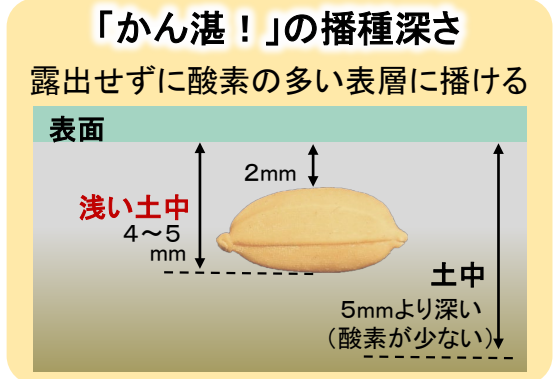 「かん湛！」の播種深さ
露出せずに酸素の多い表層に播ける
表面
2mm
浅い土中
4～5
mm
土中
5mmより深い
（酸素が少ない）